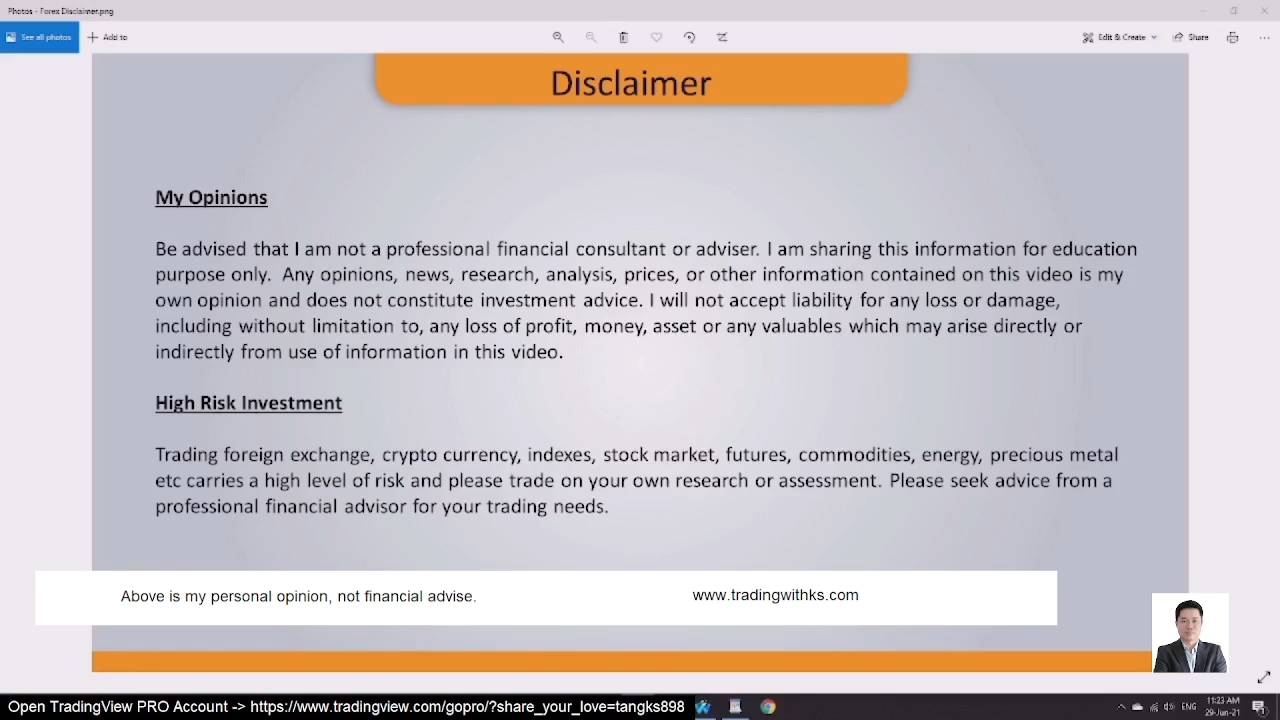 Photos - Forex Disclaimer.png
See all photos
Add to
Edit & Create
Share
Disclaimer
My Opinions
Be advised that I am not a professional financial consultant or adviser. I am sharing this information for education
purpose only. Any opinions, news, research, analysis, prices, or other information contained on this video is my
own opinion and does not constitute investment advice. I will not accept liability for any loss or damage,
including without limitation to, any loss of profit, money, asset or any valuables which may arise directly or
indirectly from use of information in this video.
High Risk Investment
Trading foreign exchange, crypto currency, indexes, stock market, futures, commodities, energy, precious metal
etc carries a high level of risk and please trade on your own research or assessment. Please seek advice from a
professional financial advisor for your trading needs.
Above is my personal opinion, not financial advise.
www.tradingwithks.com
Open TradingView PRO Account -> https://www.tradingview.com/gopro/?share_your_love=tangks898
ENG
11:23 AM
29-Jun-21